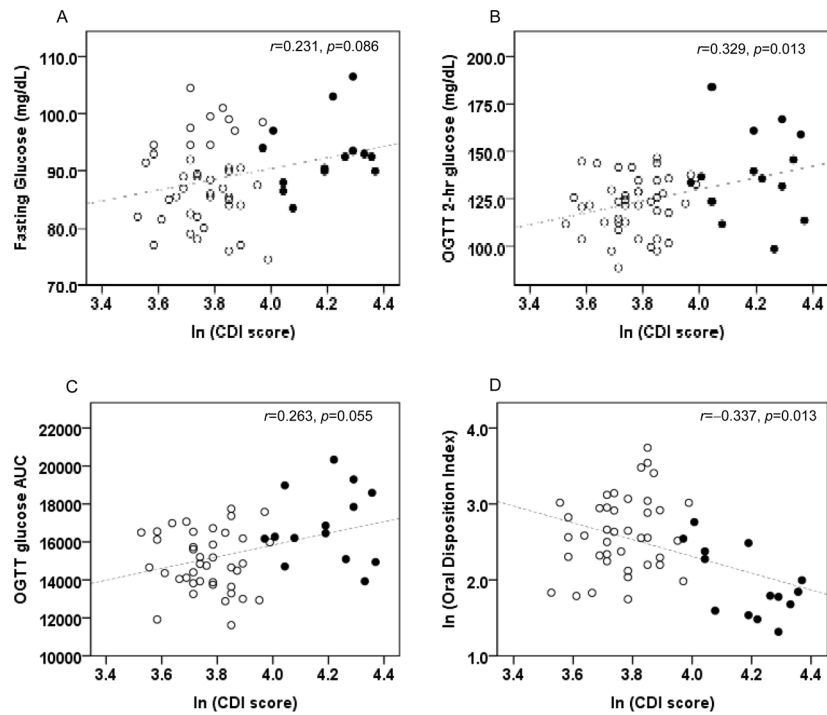 A
r=0.231, p=0.086
110.0
100.0
90.0
80.0
70.0
Fasting Glucose (mg/dL)
3.4 3.6 3.8 4.0 4.2 4.4
ln (CDI score)
B
r=0.329, p=0.013
200.0
175.0
150.0
125.0
100.0
OGTT 2-hr glucose (mg/dL)
3.4 3.6 3.8 4.0 4.2 4.4
ln (CDI score)
C
r=0.263, p=0.055
22000
20000
18000
16000
14000
12000
10000
OGTT glucose AUC
3.4 3.6 3.8 4.0 4.2 4.4
ln (CDI score)
D
r=−0.337, p=0.013
4.0
3.0
2.0
1.0
ln (Oral Disposition Index)
3.4 3.6 3.8 4.0 4.2 4.4
ln (CDI score)